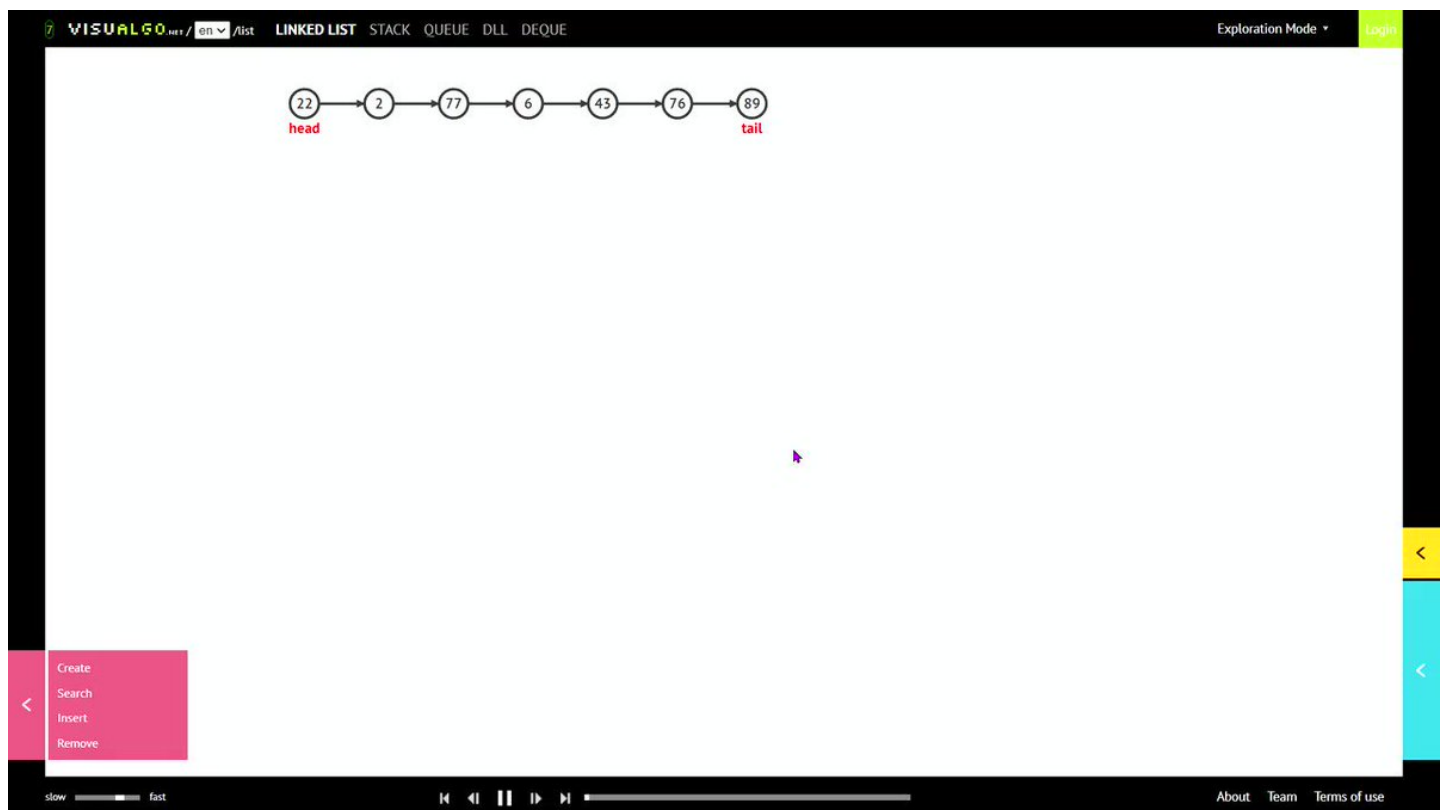 7 VISUALGO.NET / en /list LINKED LIST STACK QUEUE DLL DEQUE Exploration Mode Login
22 2 77 6 43 76 89
head tail
Create
Search
Insert
Remove
slow fast About Team Terms of use